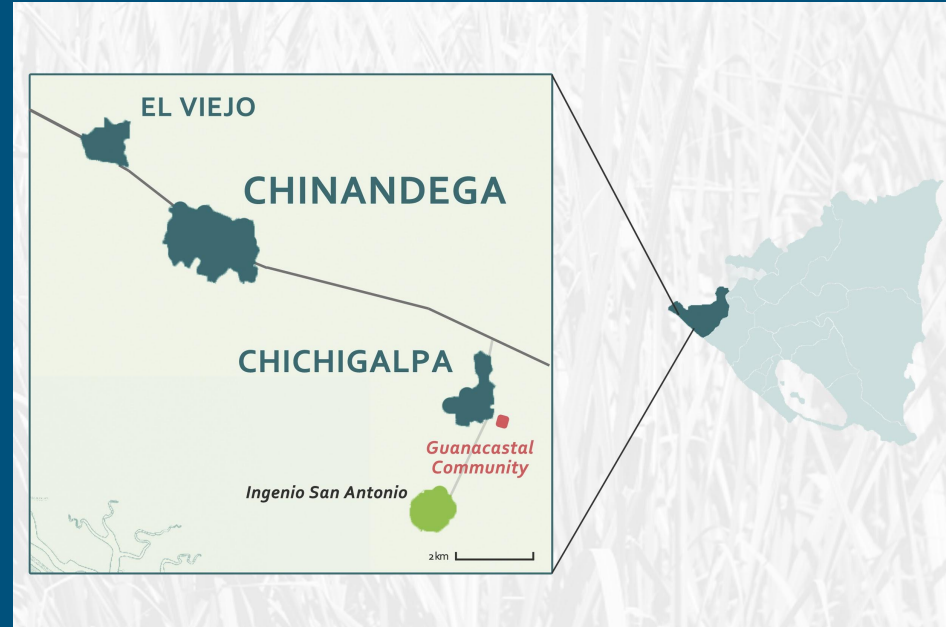 EL VIEJO
CHINANDEGA
CHICHIGALPA
Guanacastal
Community
Ingenio San Antonio
2km